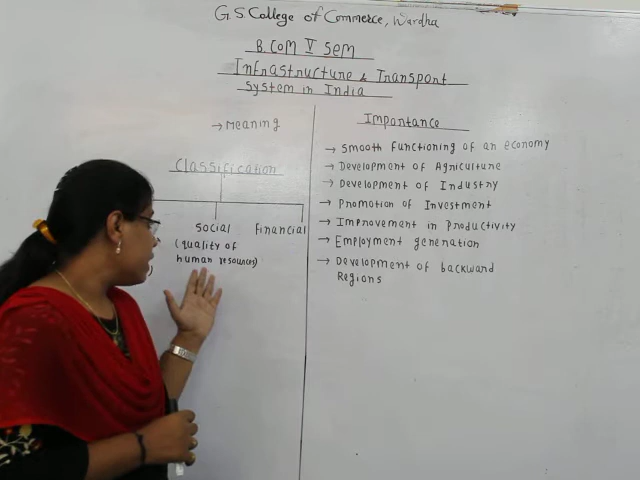 G.S. College of Commerce, Wardha
B.COM V SEM
Infrastructure & Transport
System in India
→ Meaning
Classification
Social
Financial
(quality of
human resources)
Importance
→ Smooth functioning of an economy
→ Development of Agriculture
→ Development of Industry
→ Promotion of Investment
→ Improvement in Productivity
→ Employment generation
→ Development of backward
Regions